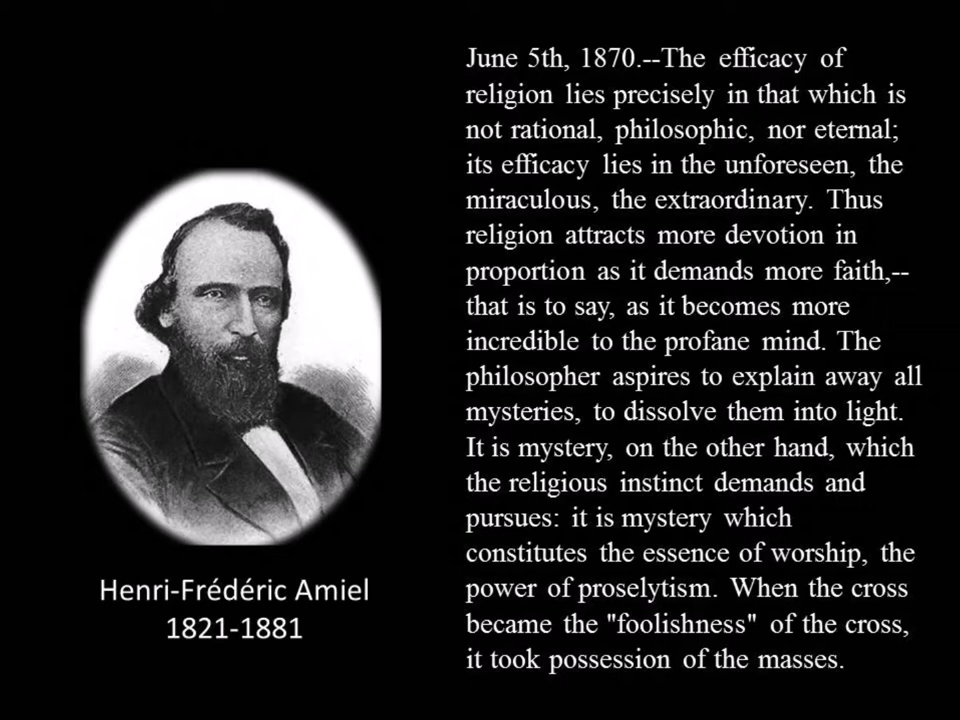 June 5th, 1870.--The efficacy of
religion lies precisely in that which is
not rational, philosophic, nor eternal;
its efficacy lies in the unforeseen, the
miraculous, the extraordinary. Thus
religion attracts more devotion in
proportion as it demands more faith,--
that is to say, as it becomes more
incredible to the profane mind. The
philosopher aspires to explain away all
mysteries, to dissolve them into light.
It is mystery, on the other hand, which
the religious instinct demands and
pursues: it is mystery which
constitutes the essence of worship, the
power of proselytism. When the cross
became the "foolishness" of the cross,
it took possession of the masses.
Henri-Frédéric Amiel
1821-1881